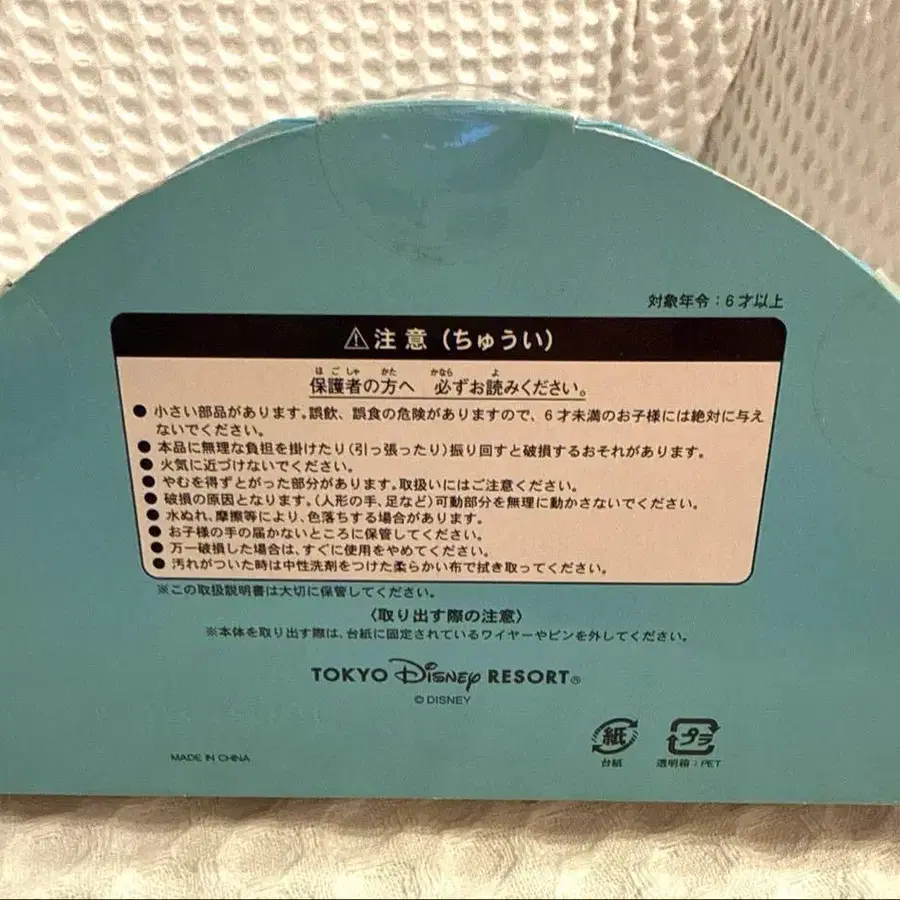 対象年令：6才以上
⚠注意（ちゅうい）
保護者の方へ 必ずお読みください。
ほごしゃ かた かなら よ
● 小さい部品があります。誤飲、誤食の危険がありますので、6才未満のお子様には絶対に与え
ないでください。
● 本品に無理な負担を掛けたり（引っ張ったり）振り回すと破損するおそれがあります。
● 火気に近づけないでください。
● やむを得ずとがった部分があります。取扱いにはご注意ください。
● 破損の原因となります。（人形の手、足など）可動部分を無理に動かさないでください。
● 水ぬれ、摩擦等により、色落ちする場合があります。
● お子様の手の届かないところに保管してください。
● 万一破損した場合は、すぐに使用をやめてください。
● 汚れがついた時は中性洗剤をつけた柔らかい布で拭き取ってください。
※この取扱説明書は大切に保管してください。
〈取り出す際の注意〉
※本体を取り出す際は、台紙に固定されているワイヤーやピンを外してください。
TOKYO Disney RESORT®
© DISNEY
紙 プラ
台紙 透明箱：PET
MADE IN CHINA